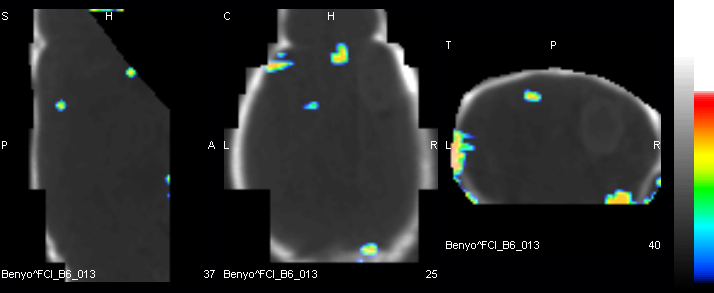 S
H
P
A
Benyo^FCI_B6_013
37
C
H
L
R
Benyo^FCI_B6_013
25
T
P
L
R
Benyo^FCI_B6_013
40